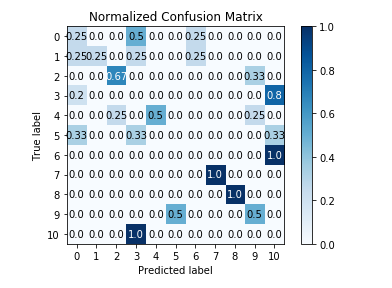 Normalized Confusion Matrix
0 0.25 0.0 0.0 0.5 0.0 0.0 0.25 0.0 0.0 0.0 0.0
1 0.25 0.25 0.0 0.25 0.0 0.0 0.25 0.0 0.0 0.0 0.0
2 0.0 0.0 0.67 0.0 0.0 0.0 0.0 0.0 0.0 0.33 0.0
3 0.2 0.0 0.0 0.0 0.0 0.0 0.0 0.0 0.0 0.0 0.8
4 0.0 0.0 0.25 0.0 0.5 0.0 0.0 0.0 0.0 0.25 0.0
5 0.33 0.0 0.0 0.33 0.0 0.0 0.0 0.0 0.0 0.0 0.33
6 0.0 0.0 0.0 0.0 0.0 0.0 0.0 0.0 0.0 0.0 1.0
7 0.0 0.0 0.0 0.0 0.0 0.0 0.0 1.0 0.0 0.0 0.0
8 0.0 0.0 0.0 0.0 0.0 0.0 0.0 0.0 1.0 0.0 0.0
9 0.0 0.0 0.0 0.0 0.0 0.5 0.0 0.0 0.0 0.5 0.0
10 0.0 0.0 0.0 1.0 0.0 0.0 0.0 0.0 0.0 0.0 0.0
0 1 2 3 4 5 6 7 8 9 10
Predicted label
True label
1.0
0.8
0.6
0.4
0.2
0.0